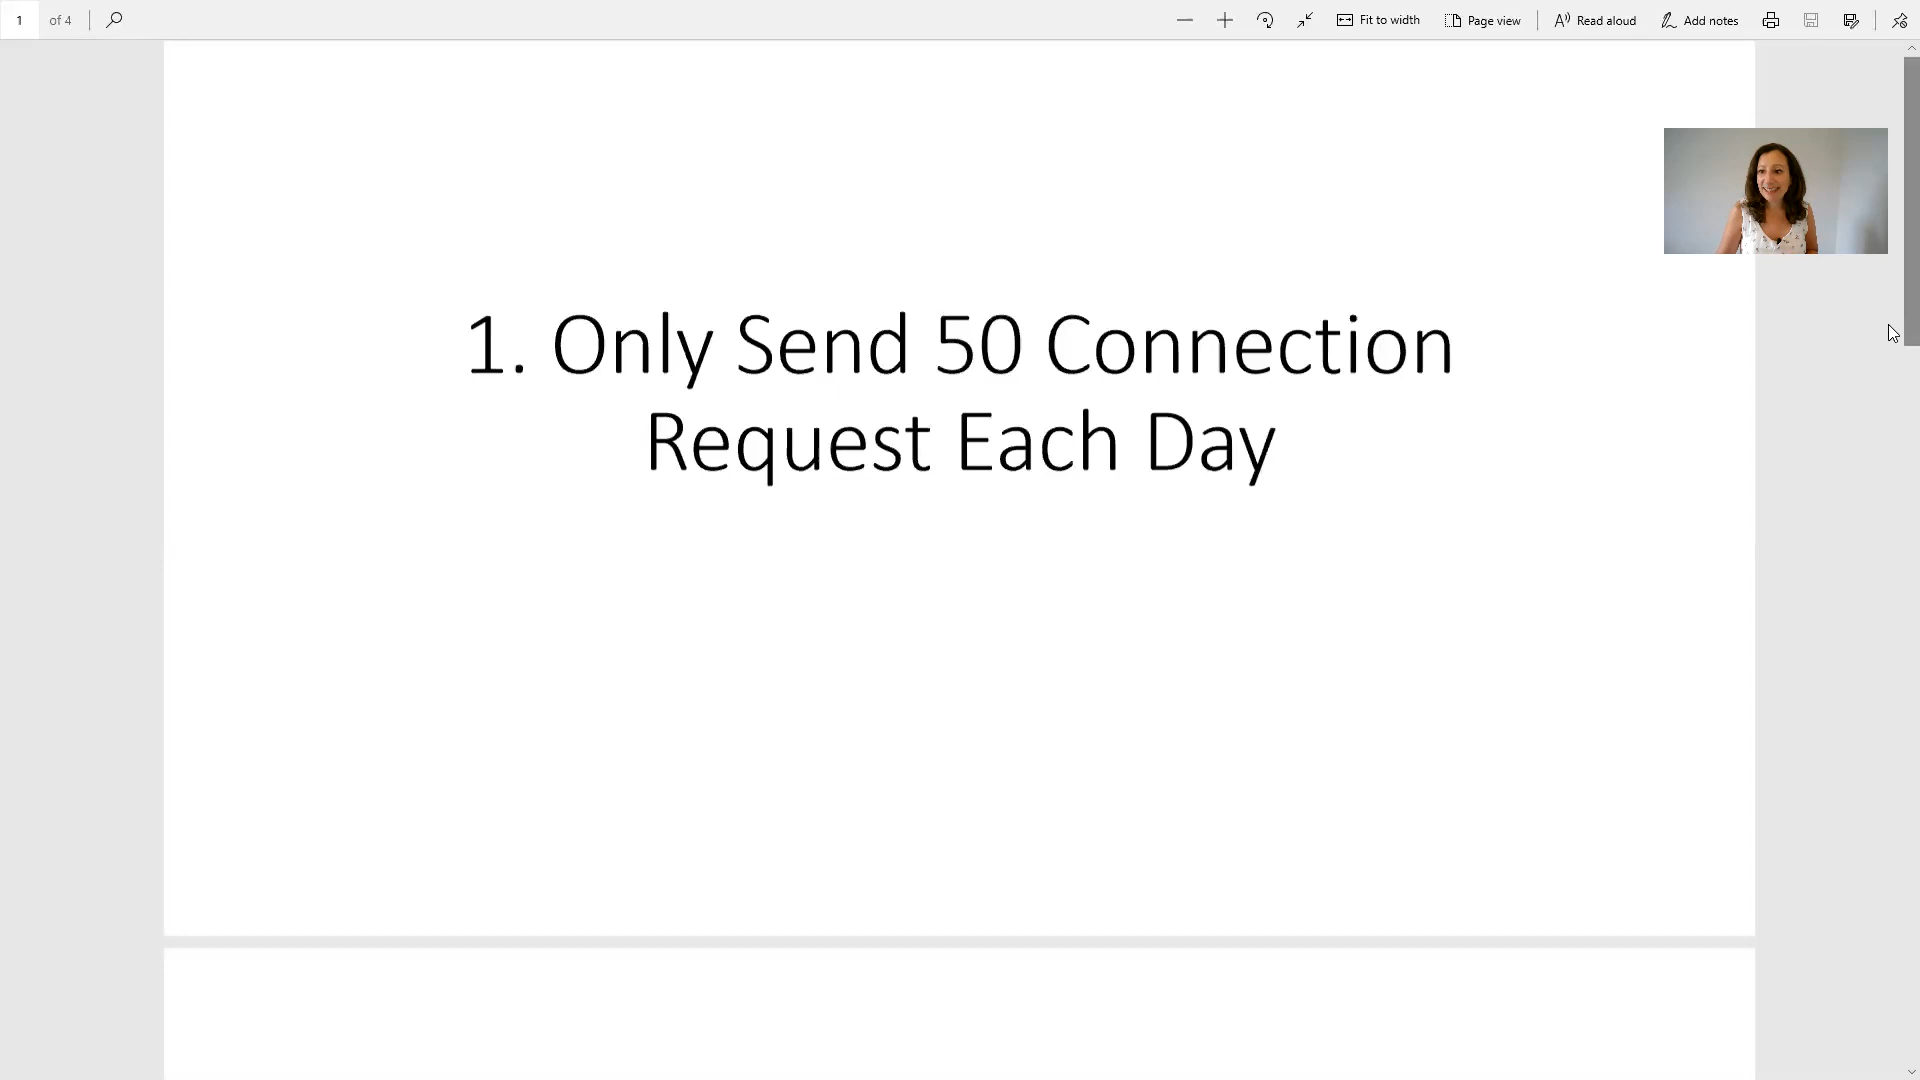 1 of 4 Fit to width Page view A Read aloud Add notes
1. Only Send 50 Connection
Request Each Day